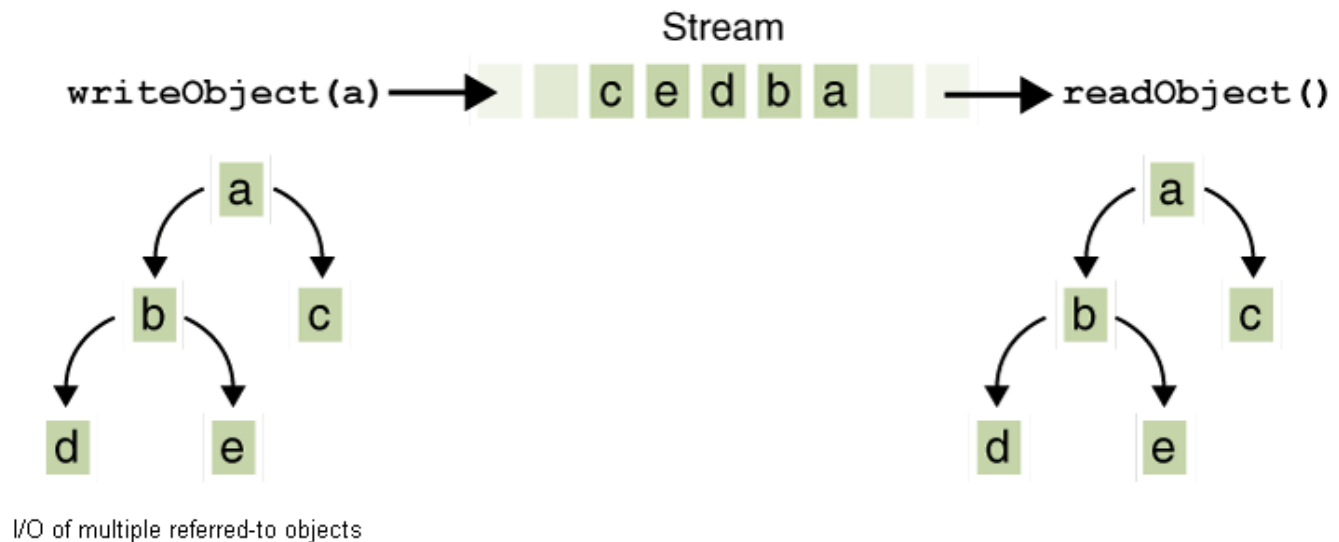 Stream
writeObject(a) c e d b a readObject()
a a
b c b c
d e d e
I/O of multiple referred-to objects